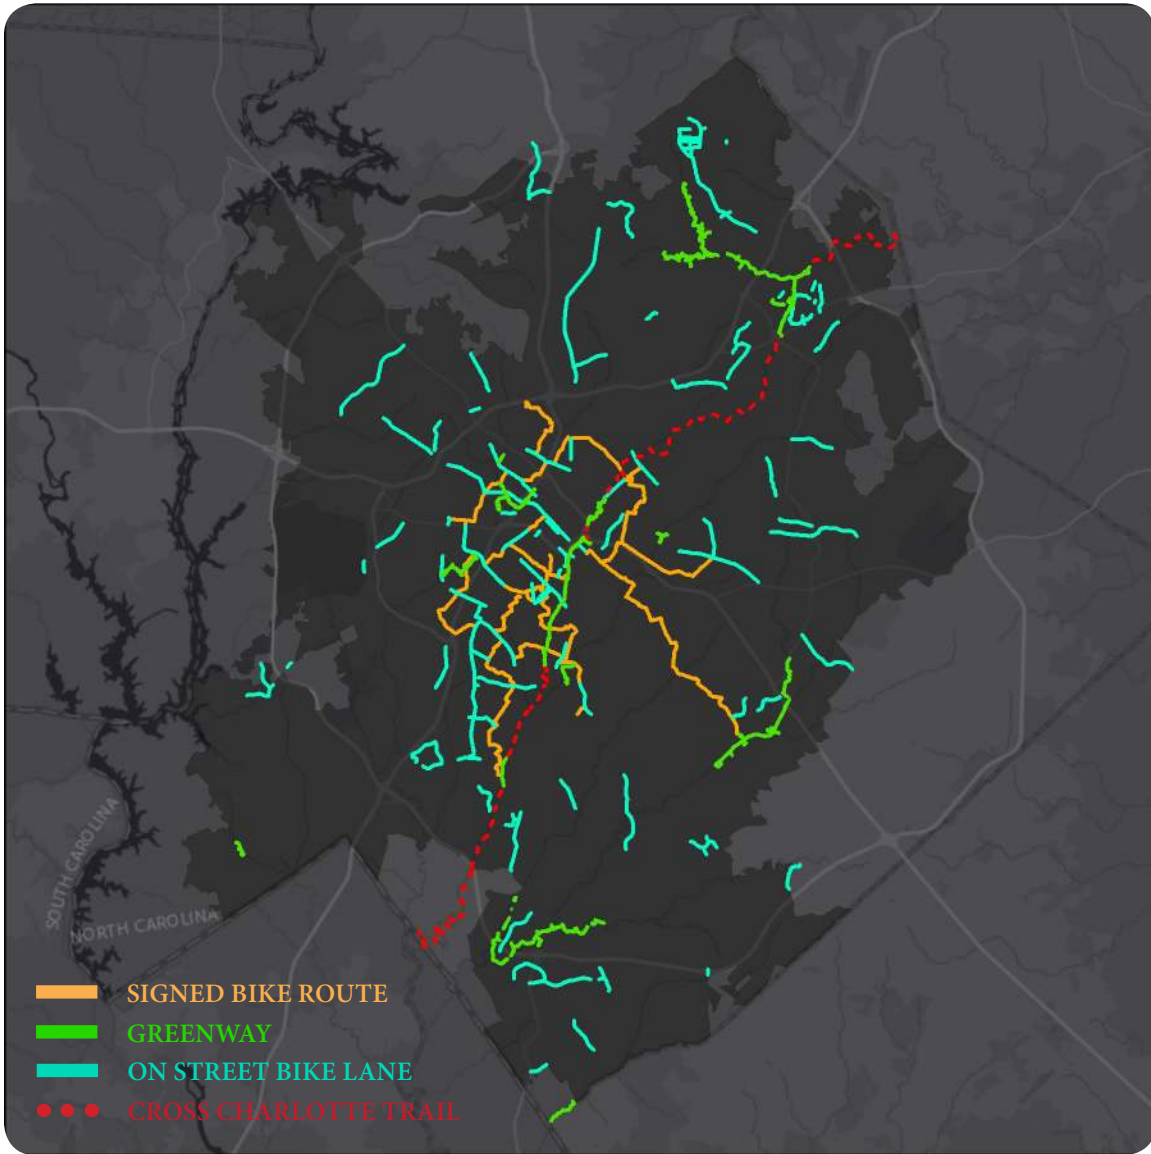 SOUTH CAROLINA
NORTH CAROLINA
SIGNED BIKE ROUTE
GREENWAY
ON STREET BIKE LANE
CROSS CHARLOTTE TRAIL